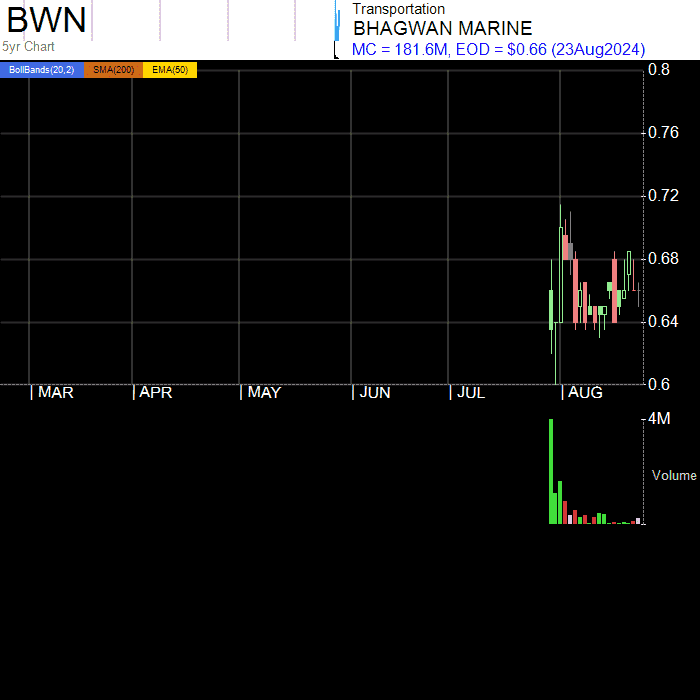 BWN
5yr Chart
Transportation
BHAGWAN MARINE
MC = 181.6M, EOD = $0.66 (23Aug2024)
BollBands(20,2) SMA(200) EMA(50)
0.8
0.76
0.72
0.68
0.64
0.6
| MAR | APR | MAY | JUN | JUL | AUG
4M
Volume